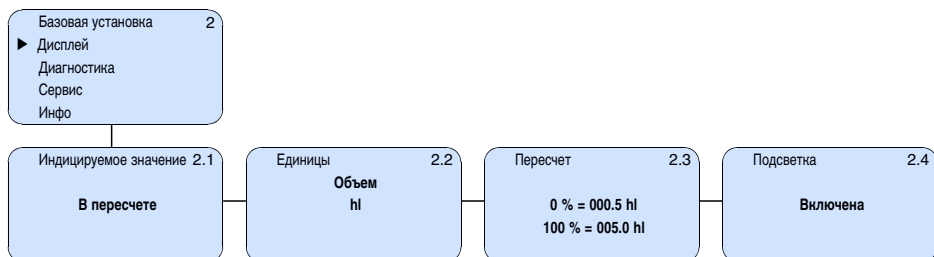 Базовая установка 2
▶ Дисплей
Диагностика
Сервис
Инфо
Индицируемое значение 2.1
В пересчете
Единицы 2.2
Объем
hl
Пересчет 2.3
0 % = 000.5 hl
100 % = 005.0 hl
Подсветка 2.4
Включена